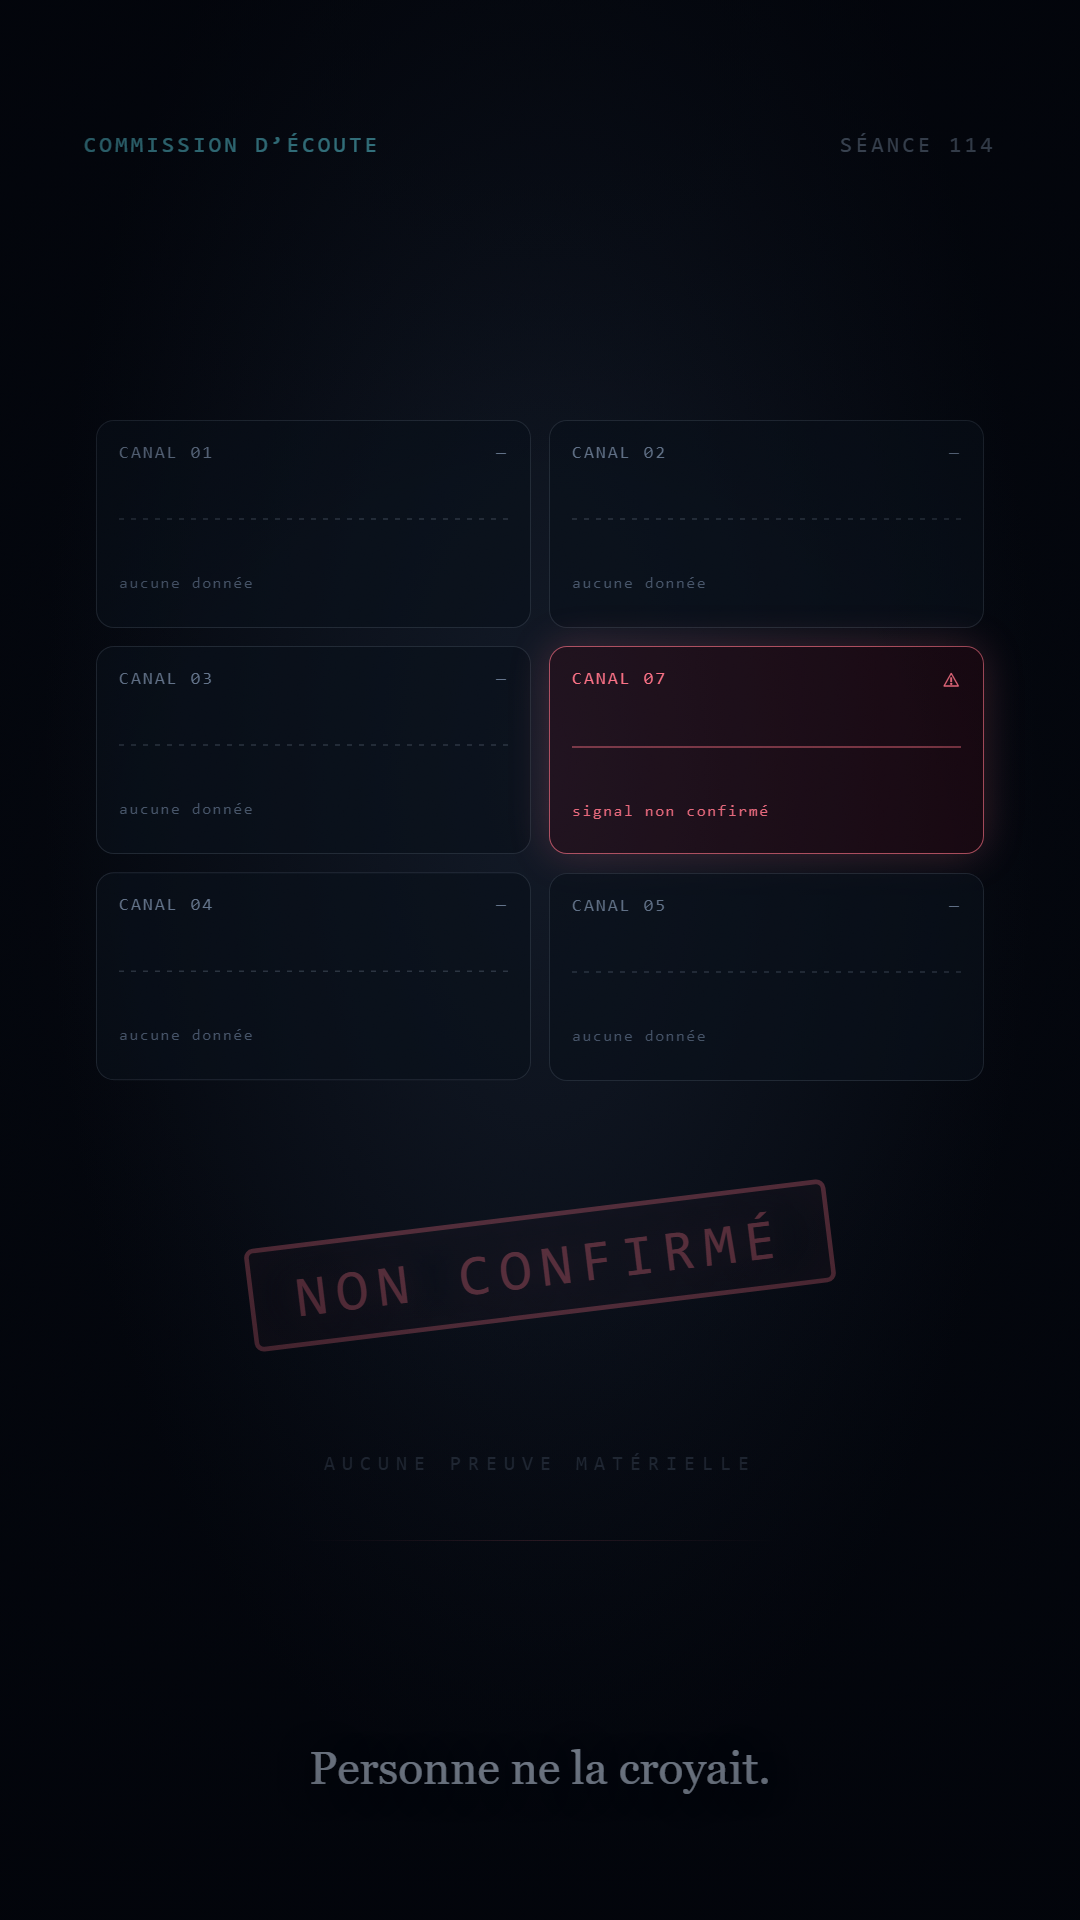 COMMISSION D’ÉCOUTE
SÉANCE 114
CANAL 01 —
aucune donnée
CANAL 02 —
aucune donnée
CANAL 03 —
aucune donnée
CANAL 07 ⚠
signal non confirmé
CANAL 04 —
aucune donnée
CANAL 05 —
aucune donnée
NON CONFIRMÉ
AUCUNE PREUVE MATÉRIELLE
Personne ne la croyait.